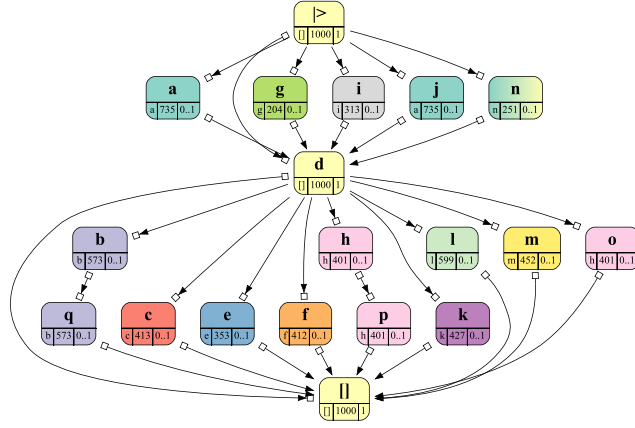 |>
[] 1000 1
a g i j n
a 735 0..1 g 204 0..1 i 313 0..1 a 735 0..1 n 251 0..1
d
[] 1000 1
b h l m o
b 573 0..1 h 401 0..1 l 599 0..1 m 452 0..1 h 401 0..1
q c e f p k
b 573 0..1 c 413 0..1 e 353 0..1 f 412 0..1 h 401 0..1 k 427 0..1
[]
[] 1000 1